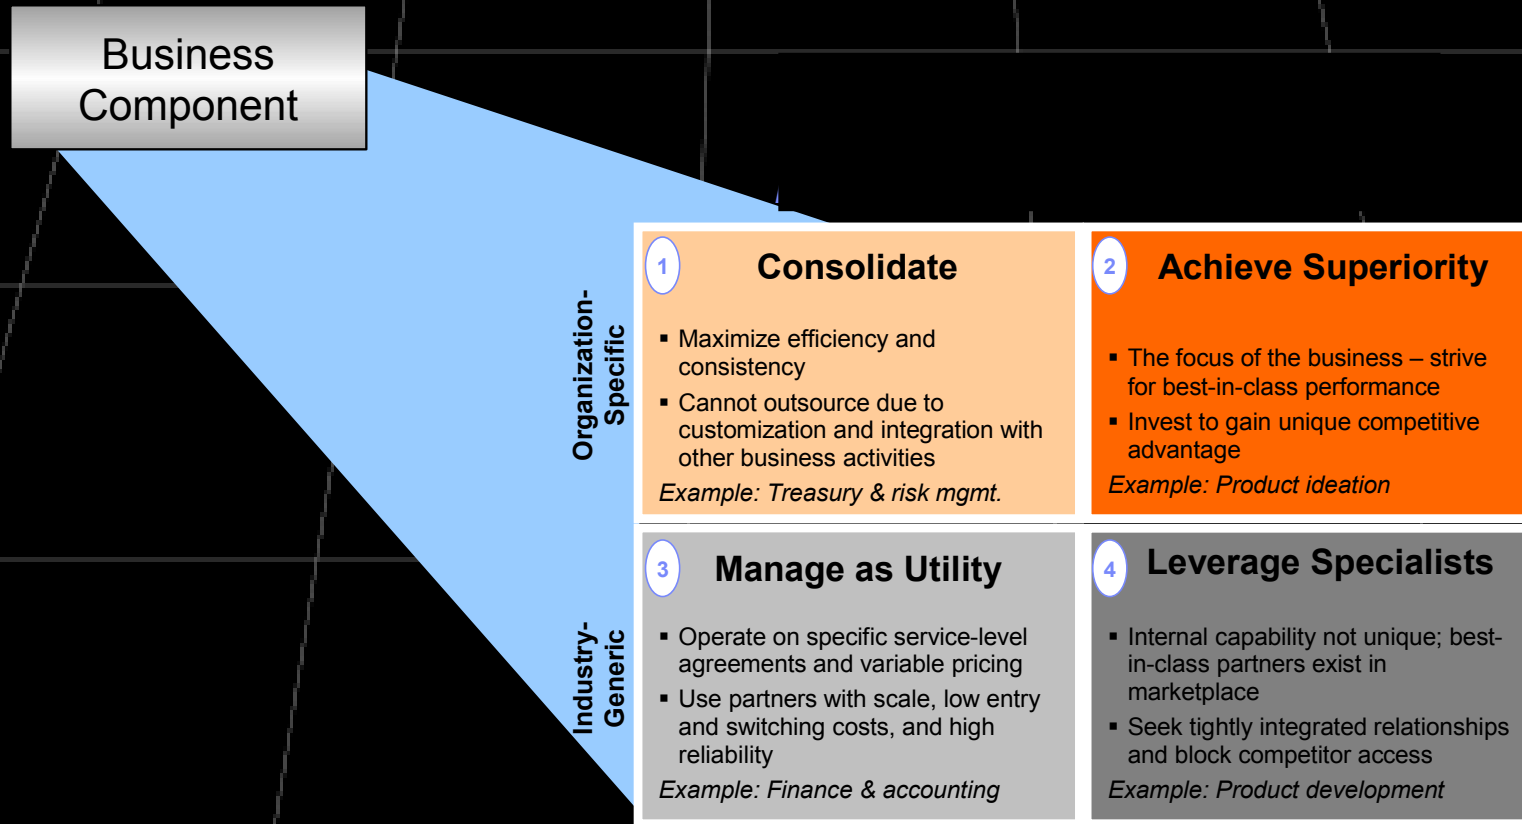 Business
Component
Organization-
Specific
1
Consolidate
▪ Maximize efficiency and
consistency
▪ Cannot outsource due to
customization and integration with
other business activities
Example: Treasury & risk mgmt.
2
Achieve Superiority
▪ The focus of the business – strive
for best-in-class performance
▪ Invest to gain unique competitive
advantage
Example: Product ideation
Industry-
Generic
3
Manage as Utility
▪ Operate on specific service-level
agreements and variable pricing
▪ Use partners with scale, low entry
and switching costs, and high
reliability
Example: Finance & accounting
4
Leverage Specialists
▪ Internal capability not unique; best-
in-class partners exist in
marketplace
▪ Seek tightly integrated relationships
and block competitor access
Example: Product development